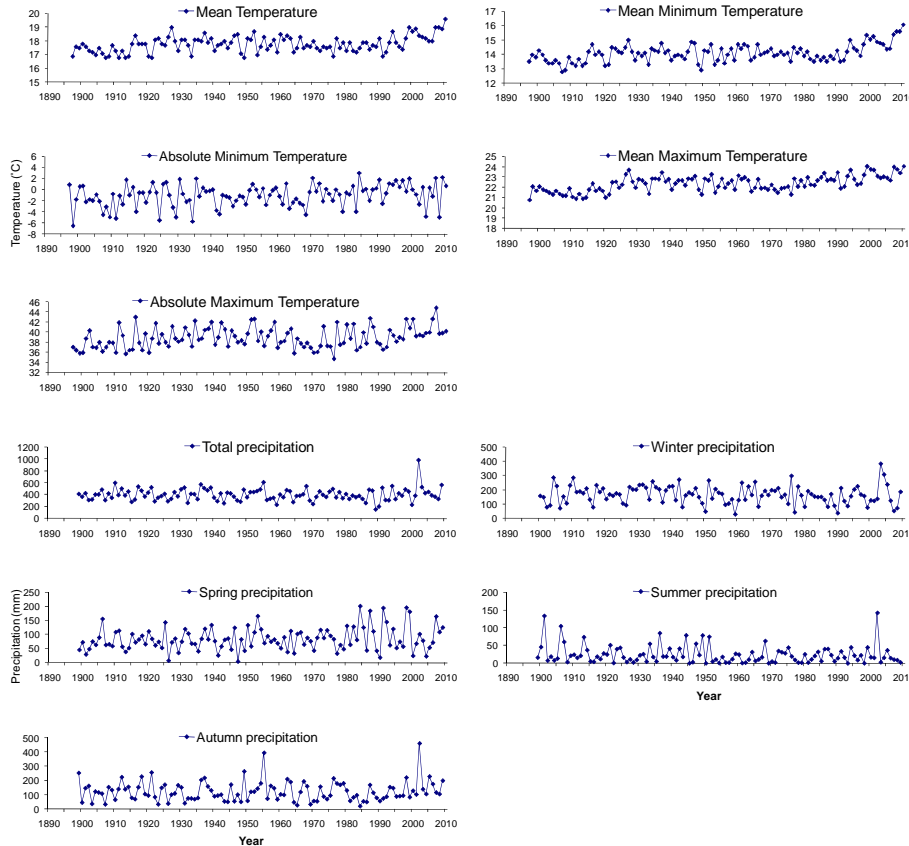 Mean Temperature
20
19
18
17
16
15
1890 1900 1910 1920 1930 1940 1950 1960 1970 1980 1990 2000 2010
Mean Minimum Temperature
16
15
14
13
12
1890 1900 1910 1920 1930 1940 1950 1960 1970 1980 1990 2000 2010
Absolute Minimum Temperature
Temperature (°C)
6
4
2
0
-2
-4
-6
-8
1890 1900 1910 1920 1930 1940 1950 1960 1970 1980 1990 2000 2010
Mean Maximum Temperature
25
24
23
22
21
20
19
18
1890 1900 1910 1920 1930 1940 1950 1960 1970 1980 1990 2000 2010
Absolute Maximum Temperature
46
44
42
40
38
36
34
32
1890 1900 1910 1920 1930 1940 1950 1960 1970 1980 1990 2000 2010
Total precipitation
1200
1000
800
600
400
200
0
1890 1900 1910 1920 1930 1940 1950 1960 1970 1980 1990 2000 2010
Winter precipitation
500
400
300
200
100
0
1890 1900 1910 1920 1930 1940 1950 1960 1970 1980 1990 2000 201
Spring precipitation
Precipitation (mm)
250
200
150
100
50
0
1890 1900 1910 1920 1930 1940 1950 1960 1970 1980 1990 2000 2010
Summer precipitation
200
150
100
50
0
1890 1900 1910 1920 1930 1940 1950 1960 1970 1980 1990 2000 201
Year
Autumn precipitation
500
400
300
200
100
0
1890 1900 1910 1920 1930 1940 1950 1960 1970 1980 1990 2000 2010
Year